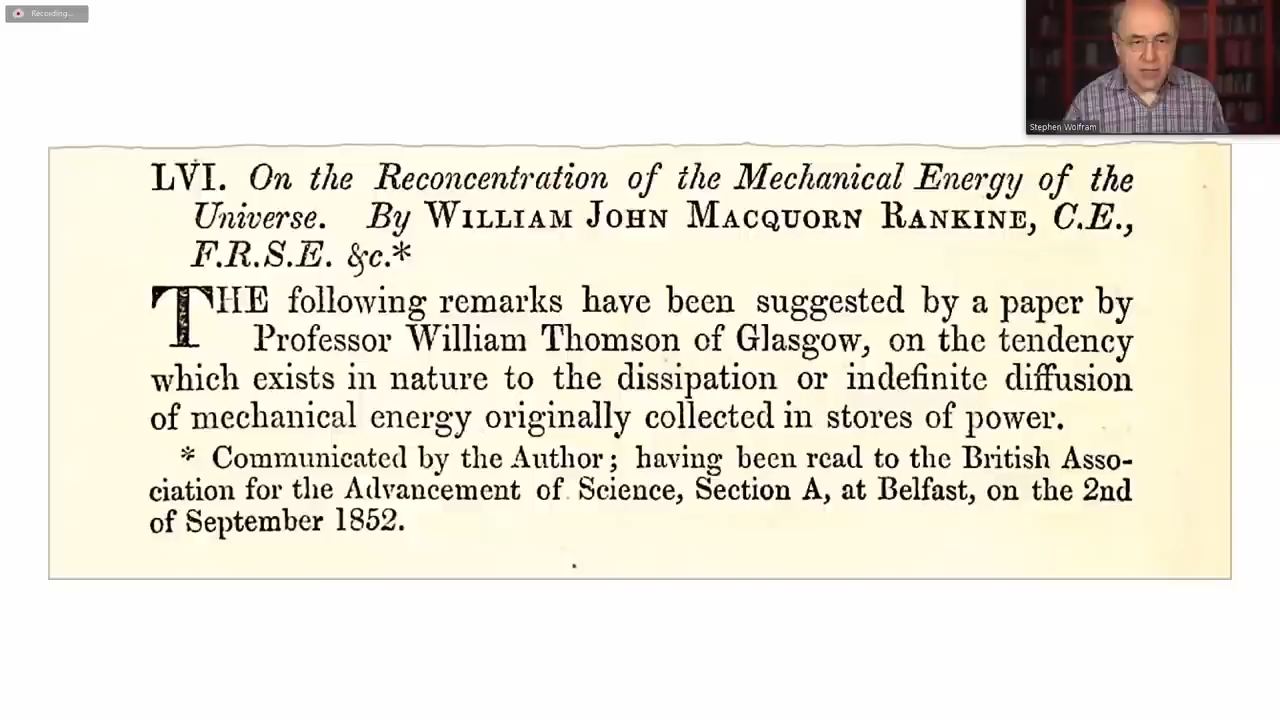 Recording...
Stephen Wolfram
LVI. On the Reconcentration of the Mechanical Energy of the
Universe. By WILLIAM JOHN MACQUORN RANKINE, C.E.,
F.R.S.E. &c.*
THE following remarks have been suggested by a paper by
Professor William Thomson of Glasgow, on the tendency
which exists in nature to the dissipation or indefinite diffusion
of mechanical energy originally collected in stores of power.
* Communicated by the Author; having been read to the British Asso-
ciation for the Advancement of Science, Section A, at Belfast, on the 2nd
of September 1852.